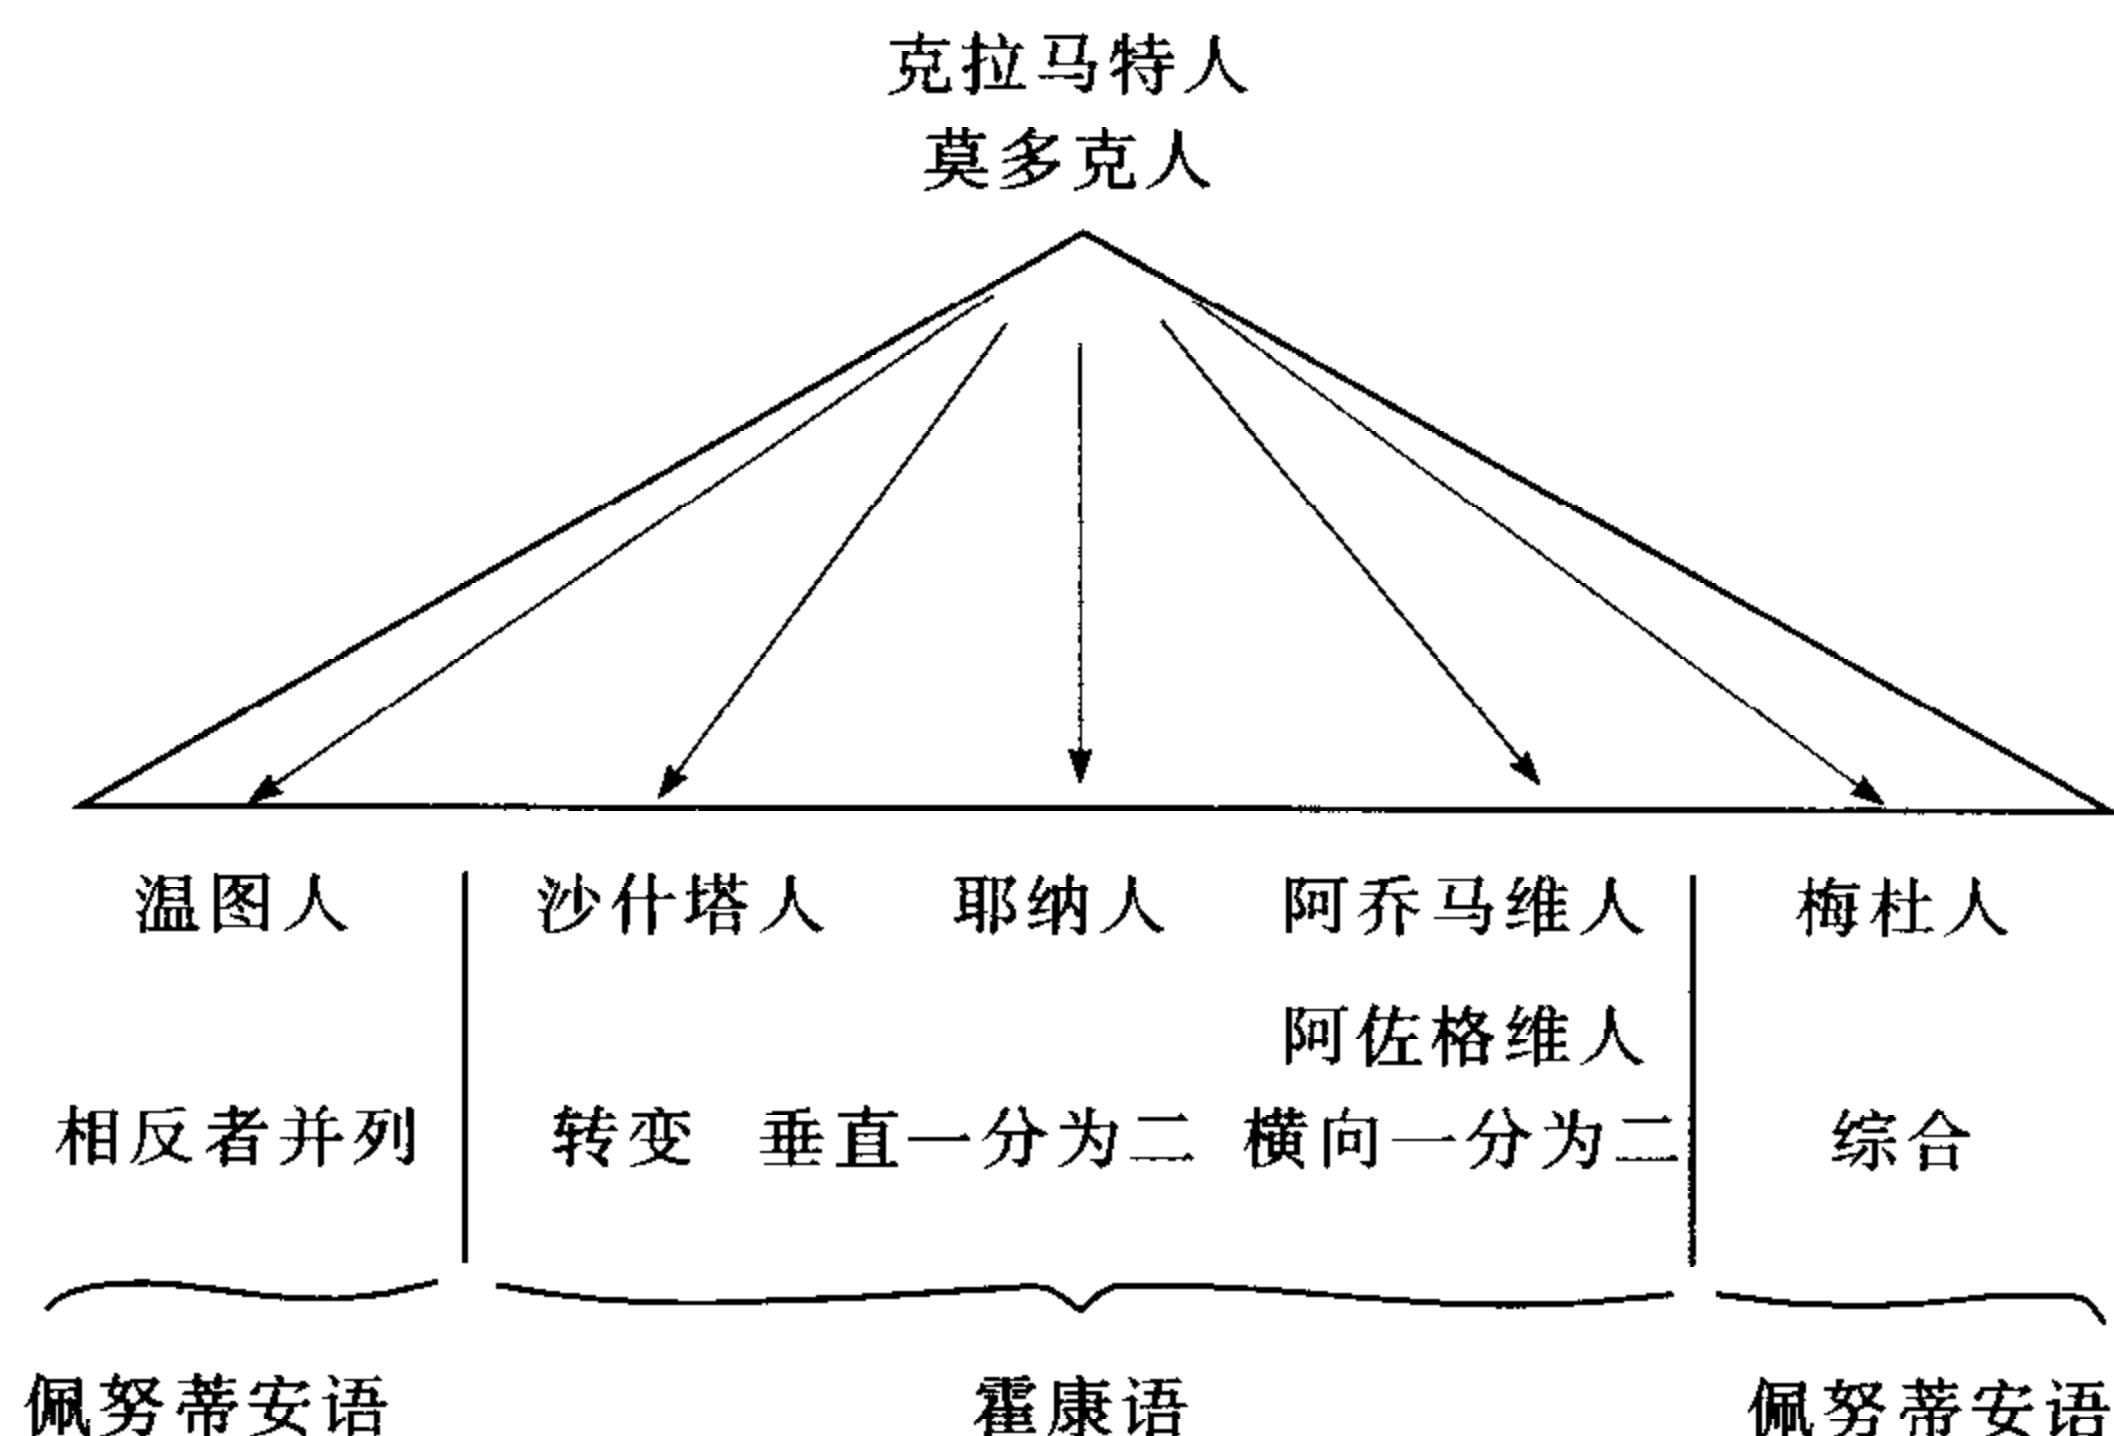 克拉马特人
莫多克人
温图人 沙什塔人 耶纳人 阿乔马维人 梅杜人
阿佐格维人
相反者并列 转变 垂直一分为二 横向一分为二 综合
佩努蒂安语 霍康语 佩努蒂安语